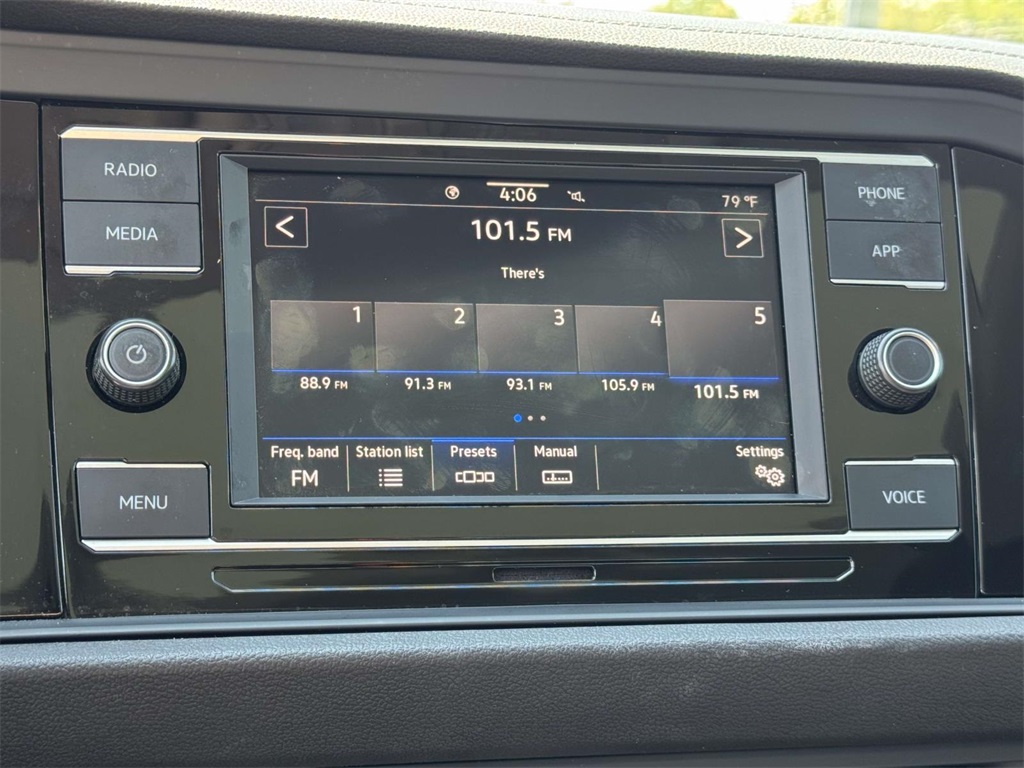 RADIO
MEDIA
MENU
4:06
79 °F
<
101.5 FM
>
There's
1 2 3 4 5
88.9 FM 91.3 FM 93.1 FM 105.9 FM 101.5 FM
Freq. band Station list Presets Manual Settings
FM
PHONE
APP
VOICE